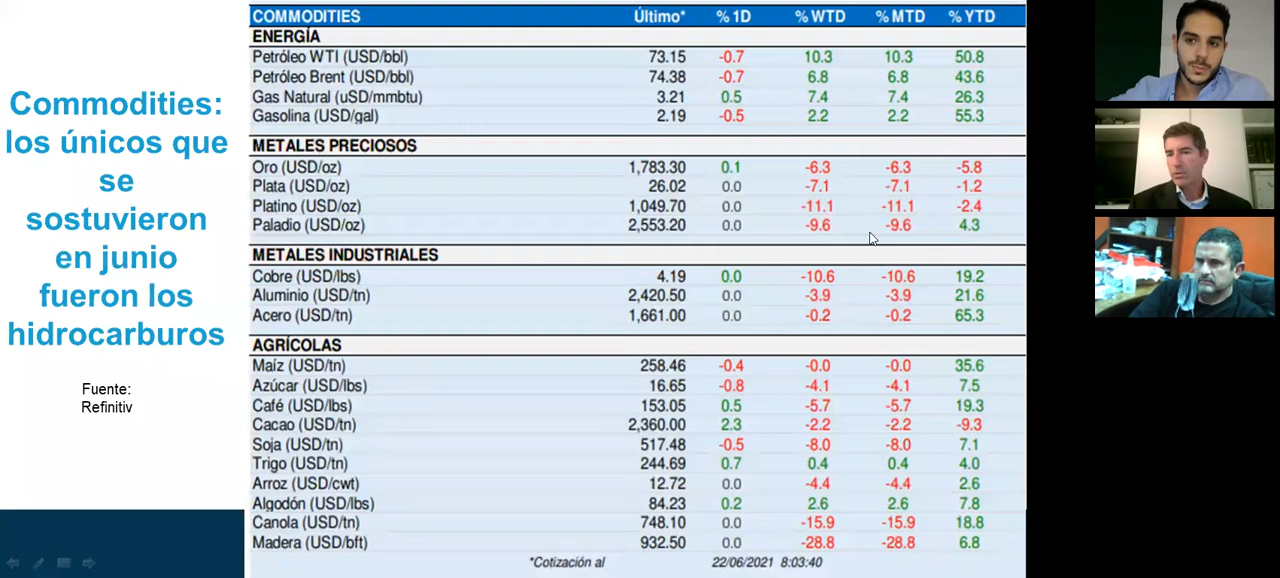 Commodities:
los únicos que
se
sostuvieron
en junio
fueron los
hidrocarburos
Fuente:
Refinitiv
COMMODITIES Último* % 1D % WTD % MTD % YTD
ENERGÍA
Petróleo WTI (USD/bbl) 73.15 -0.7 10.3 10.3 50.8
Petróleo Brent (USD/bbl) 74.38 -0.7 6.8 6.8 43.6
Gas Natural (uSD/mmbtu) 3.21 0.5 7.4 7.4 26.3
Gasolina (USD/gal) 2.19 -0.5 2.2 2.2 55.3
METALES PRECIOSOS
Oro (USD/oz) 1,783.30 0.1 -6.3 -6.3 -5.8
Plata (USD/oz) 26.02 0.0 -7.1 -7.1 -1.2
Platino (USD/oz) 1,049.70 0.0 -11.1 -11.1 -2.4
Paladio (USD/oz) 2,553.20 0.0 -9.6 -9.6 4.3
METALES INDUSTRIALES
Cobre (USD/lbs) 4.19 0.0 -10.6 -10.6 19.2
Aluminio (USD/tn) 2,420.50 0.0 -3.9 -3.9 21.6
Acero (USD/tn) 1,661.00 0.0 -0.2 -0.2 65.3
AGRÍCOLAS
Maíz (USD/tn) 258.46 -0.4 -0.0 -0.0 35.6
Azúcar (USD/lbs) 16.65 -0.8 -4.1 -4.1 7.5
Café (USD/lbs) 153.05 0.5 -5.7 -5.7 19.3
Cacao (USD/tn) 2,360.00 2.3 -2.2 -2.2 -9.3
Soja (USD/tn) 517.48 -0.5 -8.0 -8.0 7.1
Trigo (USD/tn) 244.69 0.7 0.4 0.4 4.0
Arroz (USD/cwt) 12.72 0.0 -4.4 -4.4 2.6
Algodón (USD/lbs) 84.23 0.2 2.6 2.6 7.8
Canola (USD/tn) 748.10 0.0 -15.9 -15.9 18.8
Madera (USD/bft) 932.50 0.0 -28.8 -28.8 6.8
*Cotización al 22/06/2021 8:03:40